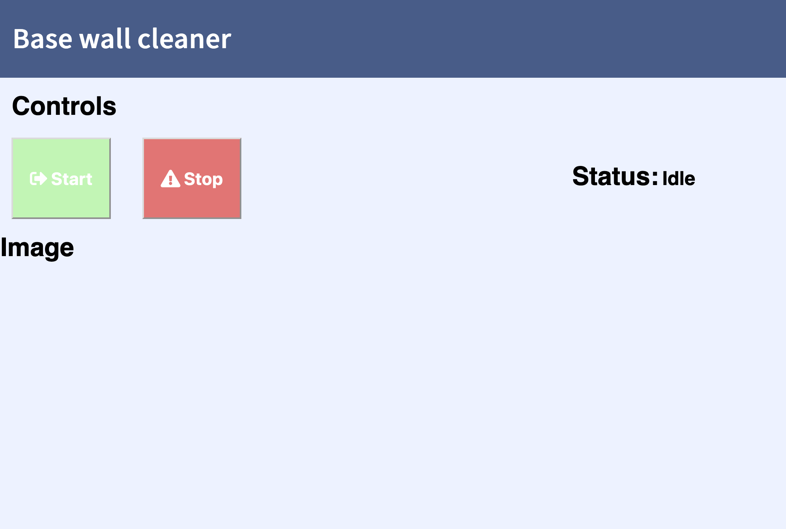 Base wall cleaner
Controls
Start
Stop
Status: Idle
Image